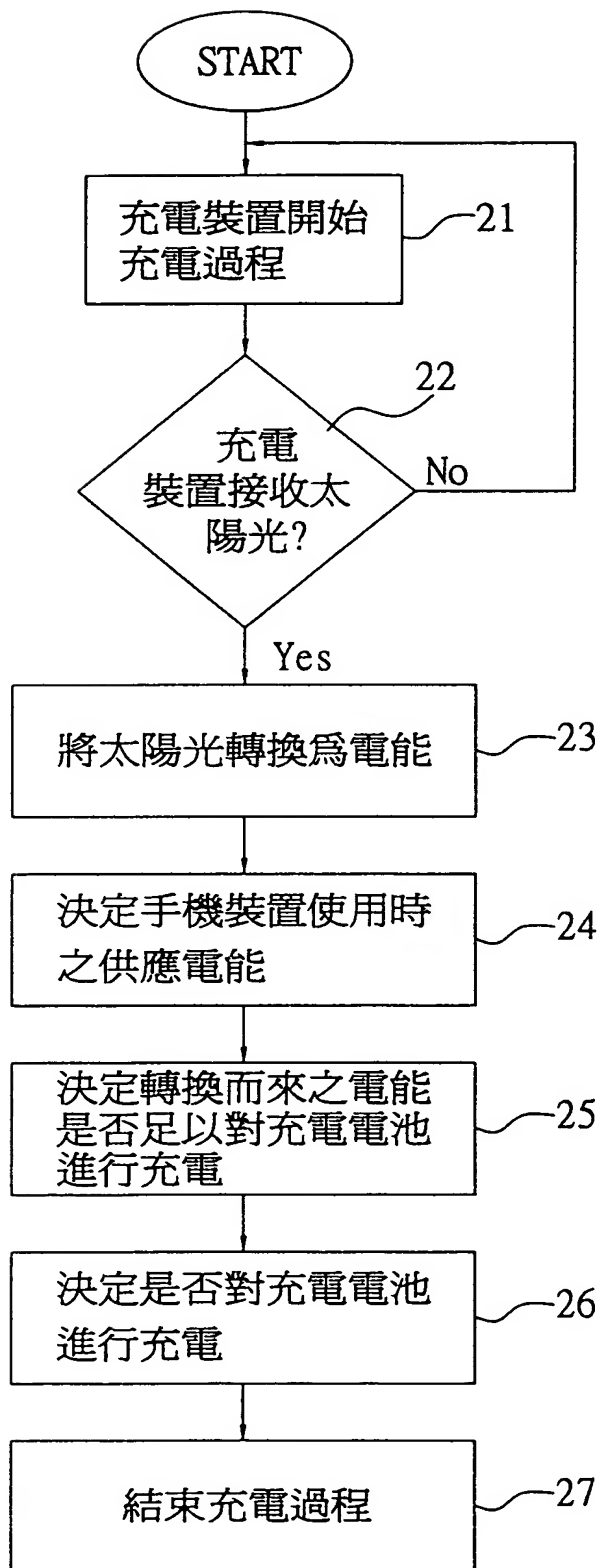 START
充電裝置開始
充電過程
21
22
充電
裝置接收太
陽光?
No
Yes
將太陽光轉換爲電能
23
決定手機裝置使用時
之供應電能
24
決定轉換而來之電能
是否足以對充電電池
進行充電
25
決定是否對充電電池
進行充電
26
結束充電過程
27